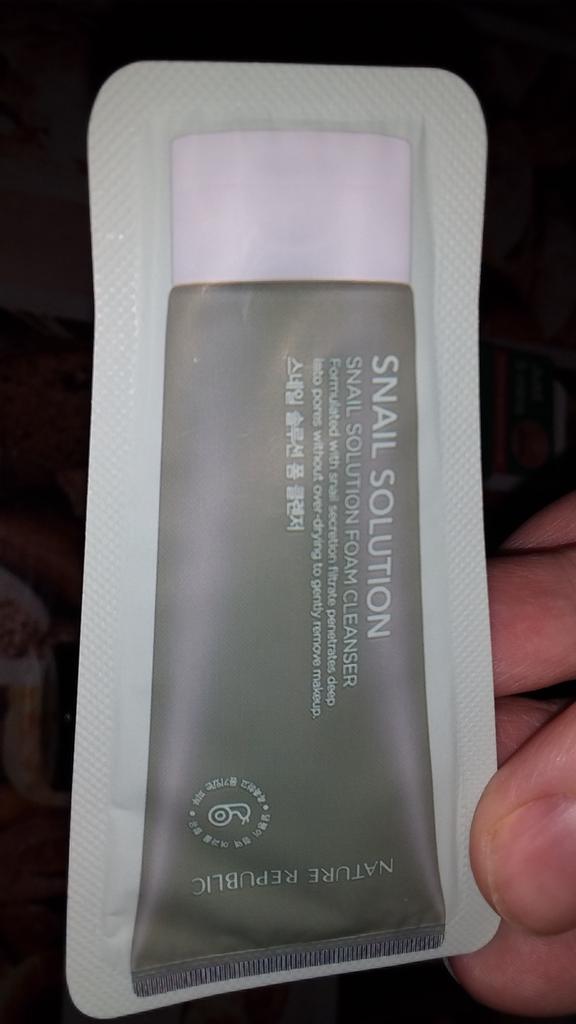 SNAIL SOLUTION
SNAIL SOLUTION FOAM CLEANSER
Formulated with snail secretion filtrate penetrates deep
into pores without over-drying to gently remove makeup.
스네일 솔루션 폼 클렌저
NATURE REPUBLIC